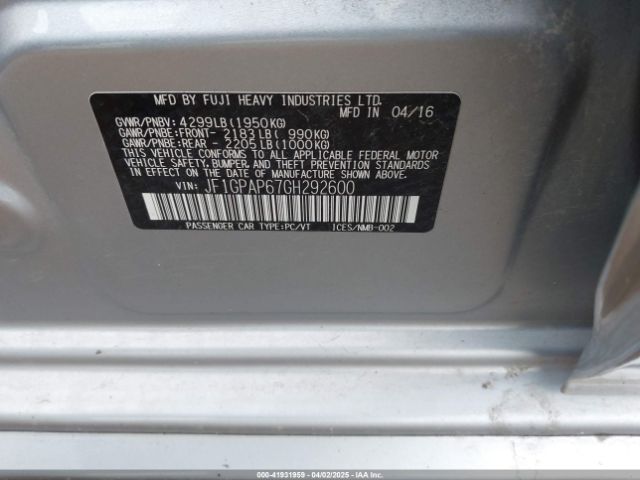 MFD BY FUJI HEAVY INDUSTRIES LTD.
MFD IN 04/16
GVWR/PNBV: 4299LB(1950KG)
GAWR/PNBE:FRONT- 2183LB( 990KG)
GAWR/PNBE:REAR - 2205LB(1000KG)
THIS VEHICLE CONFORMS TO ALL APPLICABLE FEDERAL MOTOR
VEHICLE SAFETY,BUMPER, AND THEFT PREVENTION STANDARDS
IN EFFECT ON THE DATE OF MANUFACTURE SHOWN ABOVE.
VIN: JF1GPAP67GH292600
PASSENGER CAR TYPE:PC/VT ICES/NMB-002
000-41931959 - 04/02/2025 - Copyright IAA, LLC.